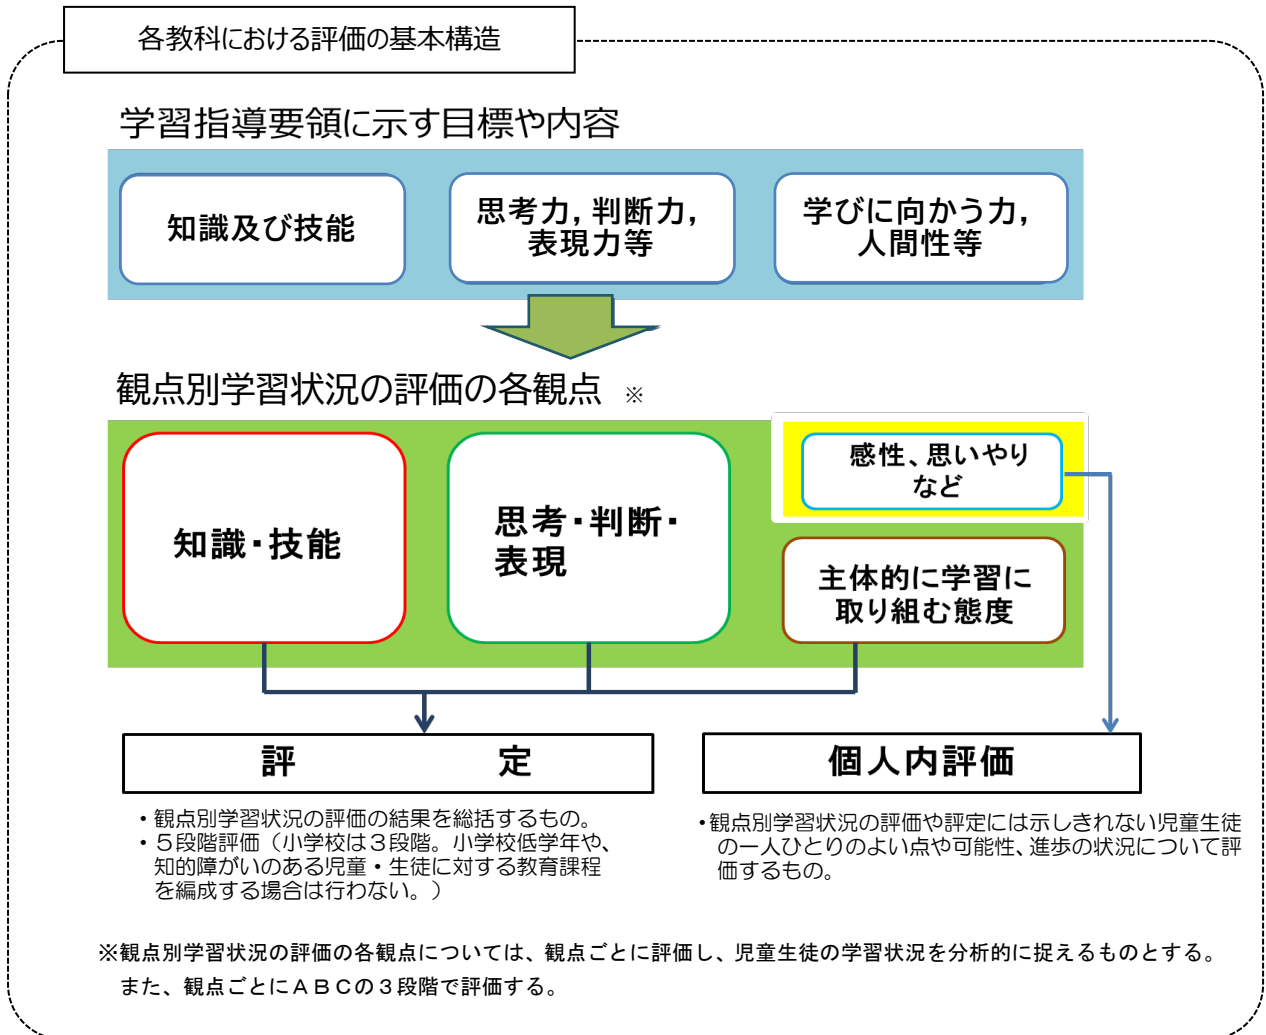 各教科における評価の基本構造
学習指導要領に示す目標や内容
知識及び技能
思考力，判断力，
表現力等
学びに向かう力，
人間性等
観点別学習状況の評価の各観点 ※
知識・技能
思考・判断・
表現
感性、思いやり
など
主体的に学習に
取り組む態度
評 定
・観点別学習状況の評価の結果を総括するもの。
・５段階評価（小学校は３段階。小学校低学年や、
知的障がいのある児童・生徒に対する教育課程
を編成する場合は行わない。）
個人内評価
・観点別学習状況の評価や評定には示しきれない児童生徒
の一人ひとりのよい点や可能性、進歩の状況について評
価するもの。
※観点別学習状況の評価の各観点については、観点ごとに評価し、児童生徒の学習状況を分析的に捉えるものとする。
また、観点ごとにＡＢＣの３段階で評価する。